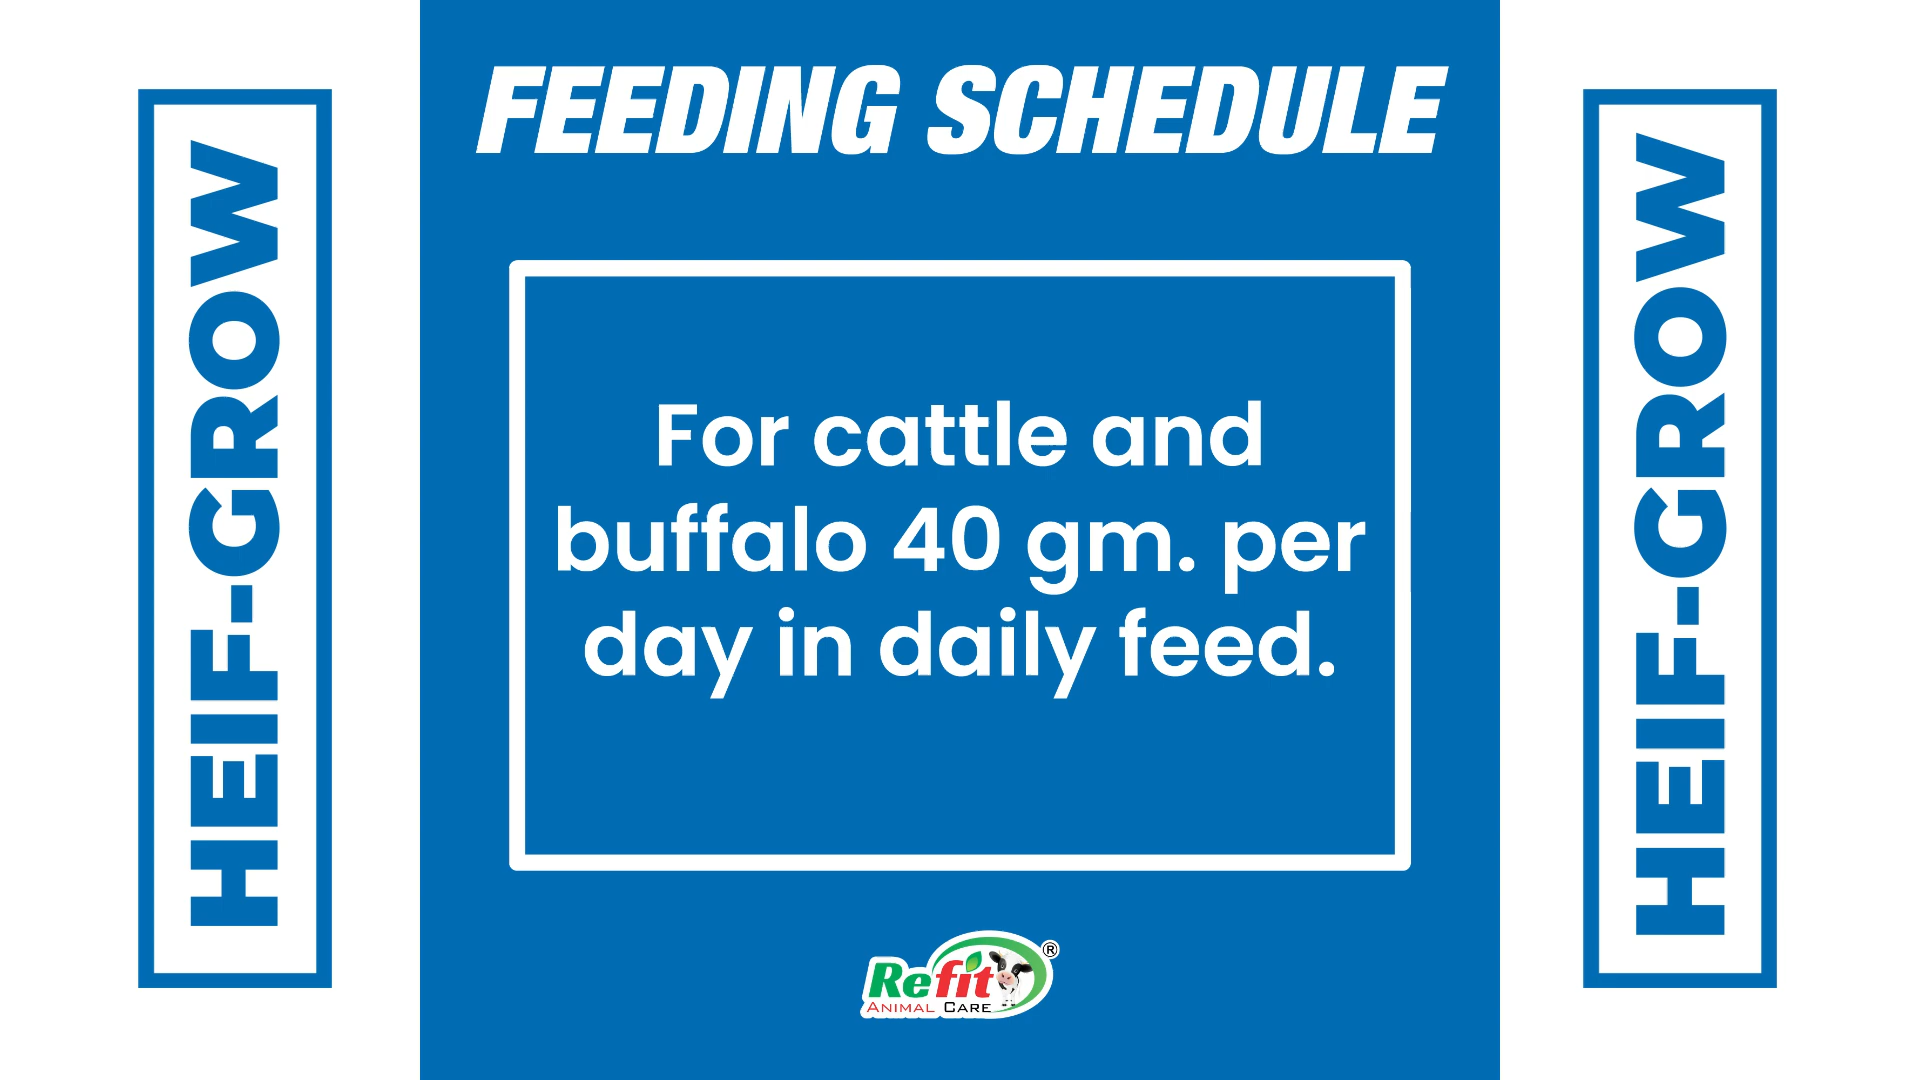 HEIF-GROW
FEEDING SCHEDULE
For cattle and
buffalo 40 gm. per
day in daily feed.
Refit ®
ANIMAL CARE
HEIF-GROW